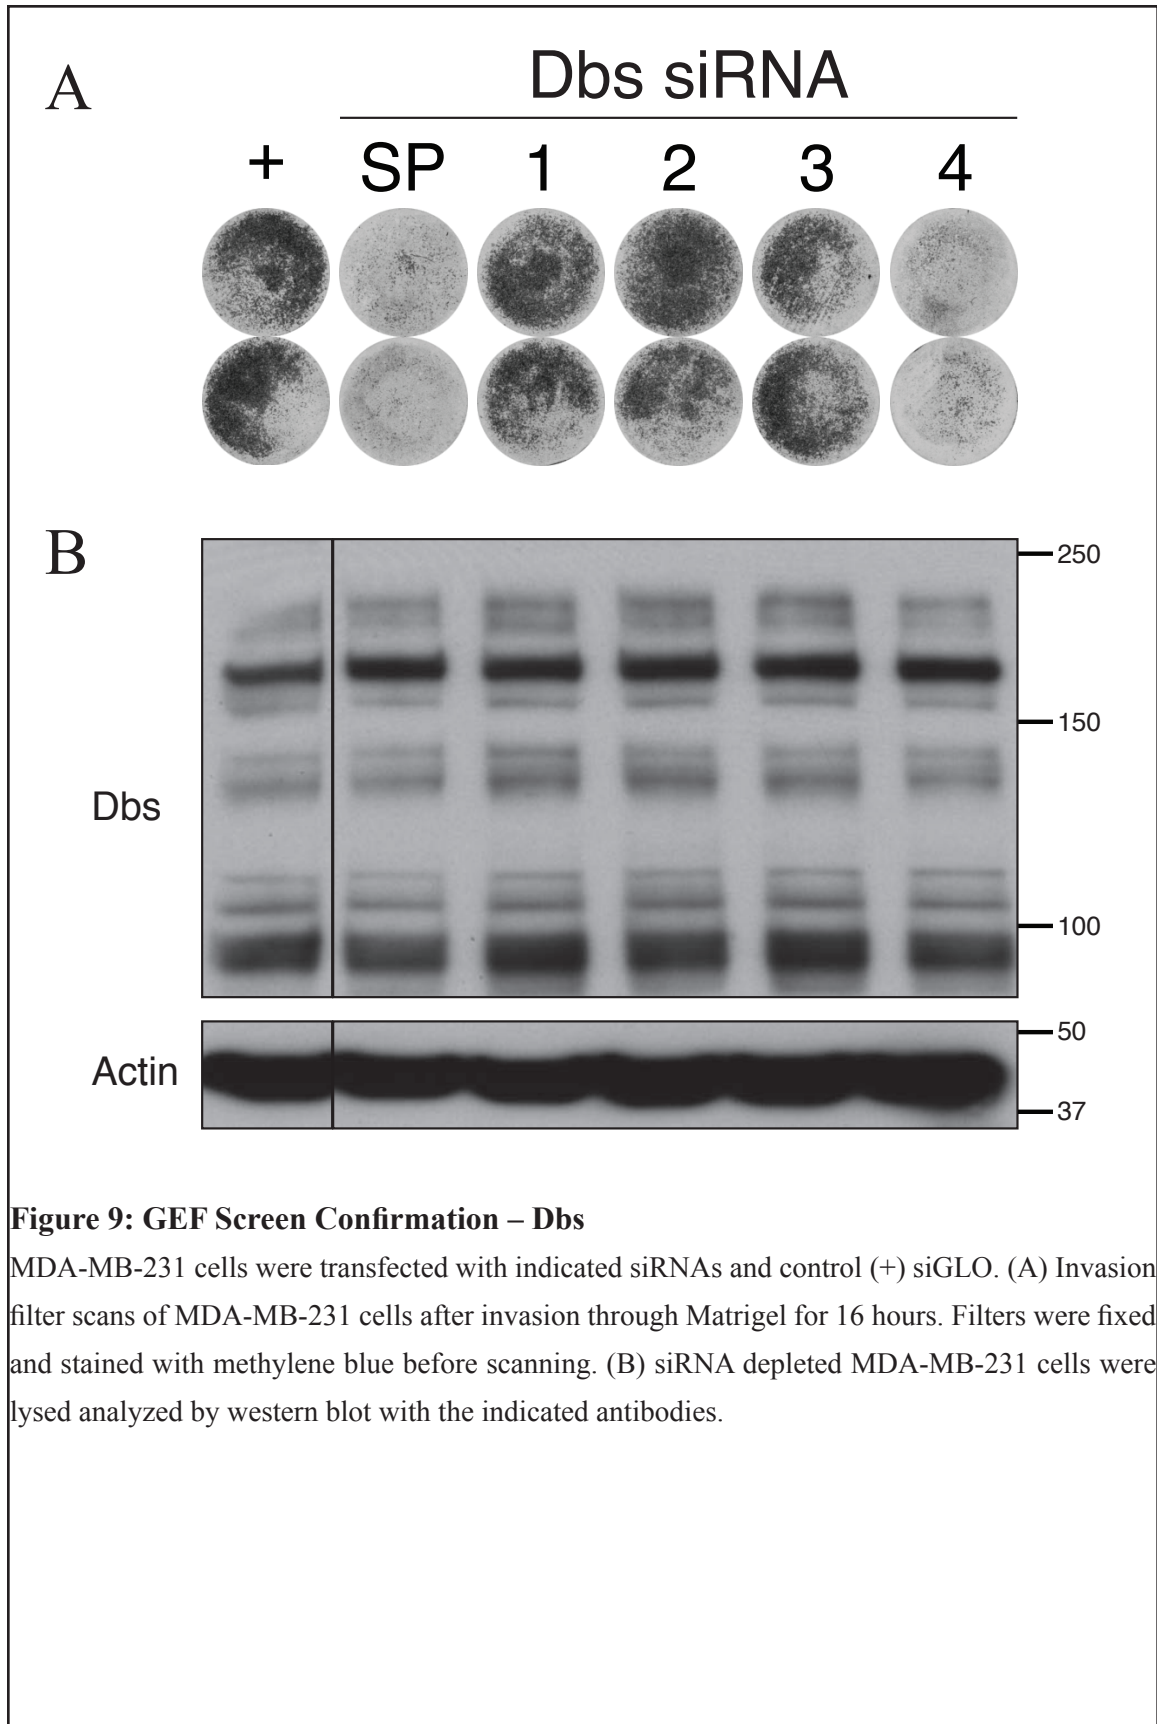 A
Dbs siRNA
+ SP 1 2 3 4
B
250
150
Dbs
100
50
Actin
37
Figure 9: GEF Screen Confirmation – Dbs
MDA-MB-231 cells were transfected with indicated siRNAs and control (+) siGLO. (A) Invasion
filter scans of MDA-MB-231 cells after invasion through Matrigel for 16 hours. Filters were fixed
and stained with methylene blue before scanning. (B) siRNA depleted MDA-MB-231 cells were
lysed analyzed by western blot with the indicated antibodies.